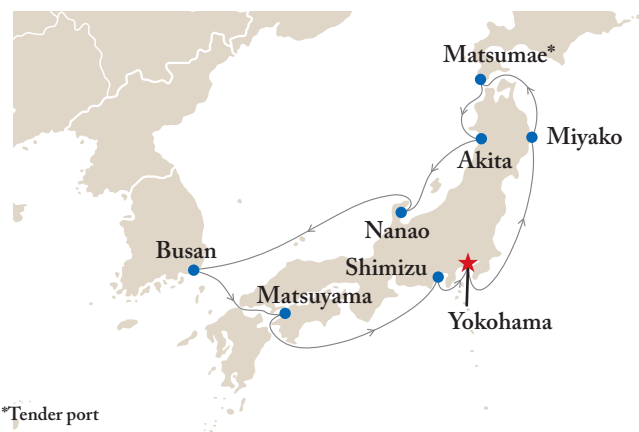 Matsumae*
Miyako
Akita
Nanao
Busan
Shimizu
Matsuyama
Yokohama
*Tender port